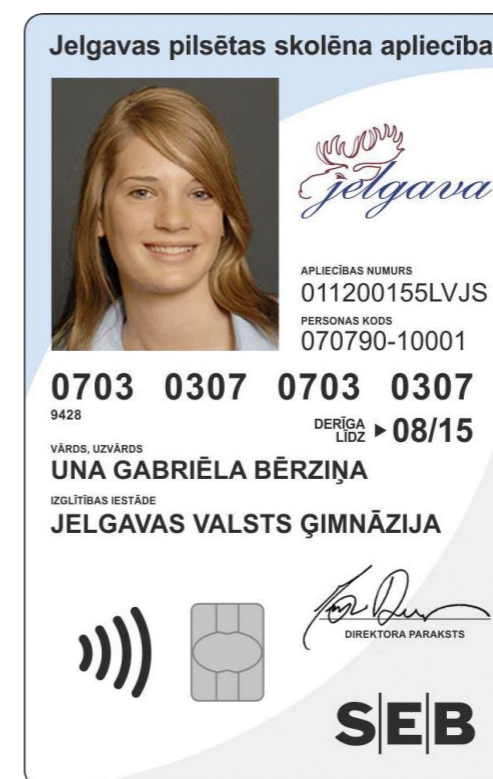 Jelgavas pilsētas skolēna apliecība
jelgava
APLIECĪBAS NUMURS
011200155LVJS
PERSONAS KODS
070790-10001
0703 0307 0703 0307
9428
DERĪGA LĪDZ ▶ 08/15
VĀRDS, UZVĀRDS
UNA GABRIĒLA BĒRZIŅA
IZGLĪTĪBAS IESTĀDE
JELGAVAS VALSTS ĢIMNĀZIJA
DIREKTORA PARAKSTS
SEB